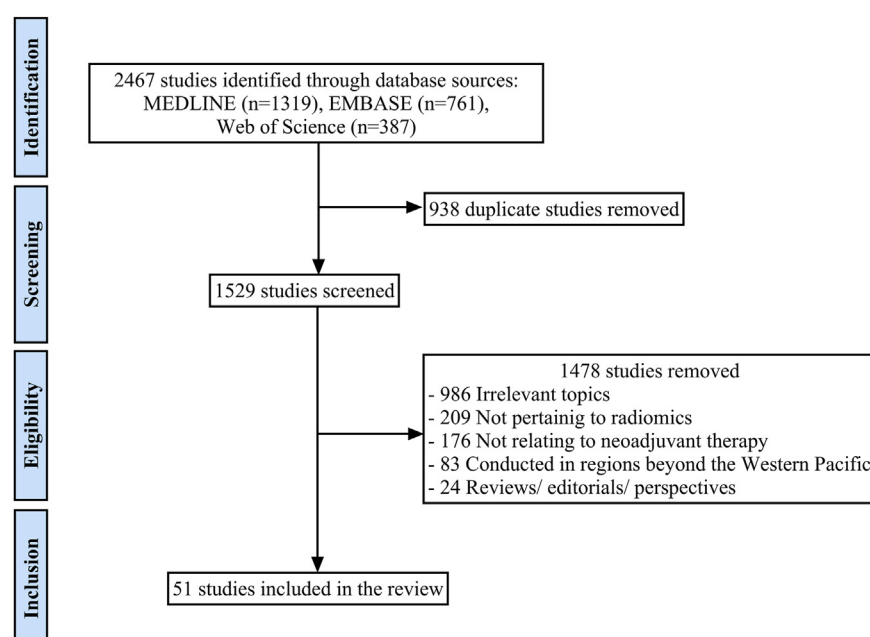 Identification
2467 studies identified through database sources:
MEDLINE (n=1319), EMBASE (n=761),
Web of Science (n=387)
Screening
938 duplicate studies removed
1529 studies screened
Eligibility
1478 studies removed
- 986 Irrelevant topics
- 209 Not pertainig to radiomics
- 176 Not relating to neoadjuvant therapy
- 83 Conducted in regions beyond the Western Pacific
- 24 Reviews/ editorials/ perspectives
Inclusion
51 studies included in the review